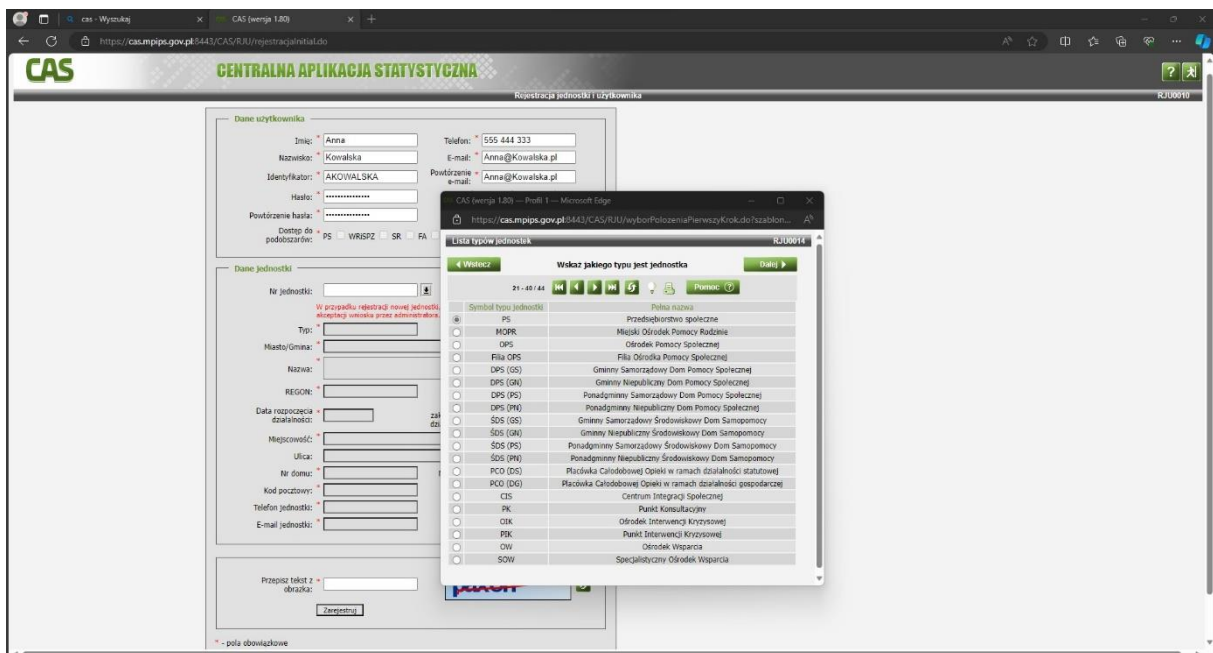 cas - Wyszukaj
CAS (wersja 1.80)
https://cas.mpips.gov.pl:8443/CAS/RJU/rejestracjaInitial.do
CAS
CENTRALNA APLIKACJA STATYSTYCZNA
Rejestracja jednostki i użytkownika
RJU0010
Dane użytkownika
Imię: * Anna Telefon: * 555 444 333
Nazwisko: * Kowalska E-mail: * Anna@Kowalska.pl
Identyfikator: * AKOWALSKA Powtórzenie e-mail: * Anna@Kowalska.pl
Hasło: * ••••••••••••••
Powtórzenie hasła: * ••••••••••••••
Dostęp do podobszarów: * PS WRiSPZ SR FA
Dane jednostki
Nr jednostki:
W przypadku rejestracji nowej jednostki,
akceptacji wniosku przez administratora.
Typ: *
Miasto/Gmina: *
Nazwa: *
REGON: *
Data rozpoczęcia działalności: *
Miejscowość: *
Ulica:
Nr domu: *
Kod pocztowy: *
Telefon jednostki: *
E-mail jednostki: *
Przepisz tekst z obrazka: *
Zarejestruj
* - pola obowiązkowe
CAS (wersja 1.80) — Profil 1 — Microsoft Edge
https://cas.mpips.gov.pl:8443/CAS/RJU/wyborPolozeniaPierwszyKrok.do?szablon...
Lista typów jednostek RJU0014
Wstecz Wskaż jakiego typu jest jednostka Dalej
21 - 40 / 44 Pomoc ?
Symbol typu jednostki Pełna nazwa
PS Przedsiębiorstwo społeczne
MOPR Miejski Ośrodek Pomocy Rodzinie
OPS Ośrodek Pomocy Społecznej
Filia OPS Filia Ośrodka Pomocy Społecznej
DPS (GS) Gminny Samorządowy Dom Pomocy Społecznej
DPS (GN) Gminny Niepubliczny Dom Pomocy Społecznej
DPS (PS) Ponadgminny Samorządowy Dom Pomocy Społecznej
DPS (PN) Ponadgminny Niepubliczny Dom Pomocy Społecznej
ŚDS (GS) Gminny Samorządowy Środowiskowy Dom Samopomocy
ŚDS (GN) Gminny Niepubliczny Środowiskowy Dom Samopomocy
ŚDS (PS) Ponadgminny Samorządowy Środowiskowy Dom Samopomocy
ŚDS (PN) Ponadgminny Niepubliczny Środowiskowy Dom Samopomocy
PCO (DS) Placówka Całodobowej Opieki w ramach działalności statutowej
PCO (DG) Placówka Całodobowej Opieki w ramach działalności gospodarczej
CIS Centrum Integracji Społecznej
PK Punkt Konsultacyjny
OIK Ośrodek Interwencji Kryzysowej
PIK Punkt Interwencji Kryzysowej
OW Ośrodek Wsparcia
SOW Specjalistyczny Ośrodek Wsparcia